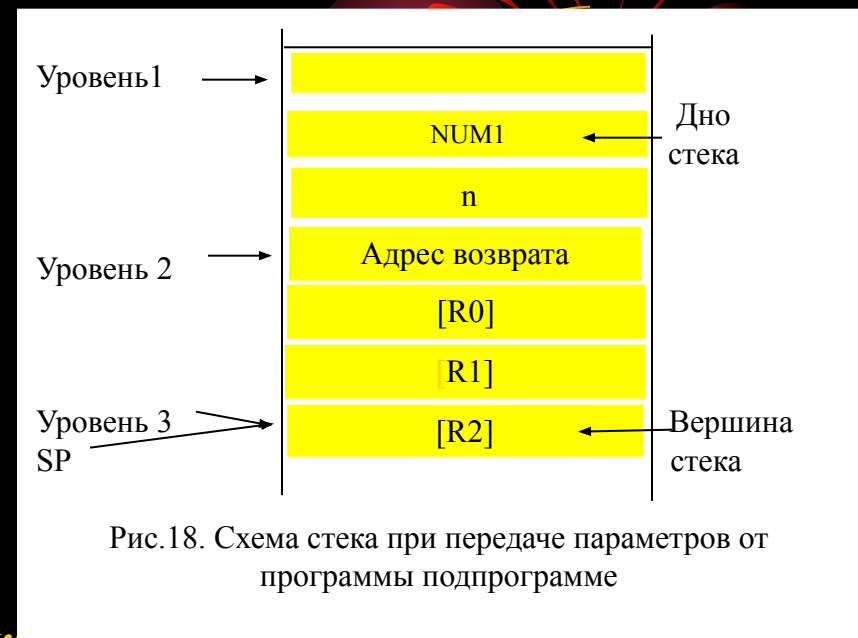 Уровень1
NUM1
Дно
стека
n
Адрес возврата
Уровень 2
[R0]
[R1]
Уровень 3
SP
[R2]
Вершина
стека
Рис.18. Схема стека при передаче параметров от
программы подпрограмме